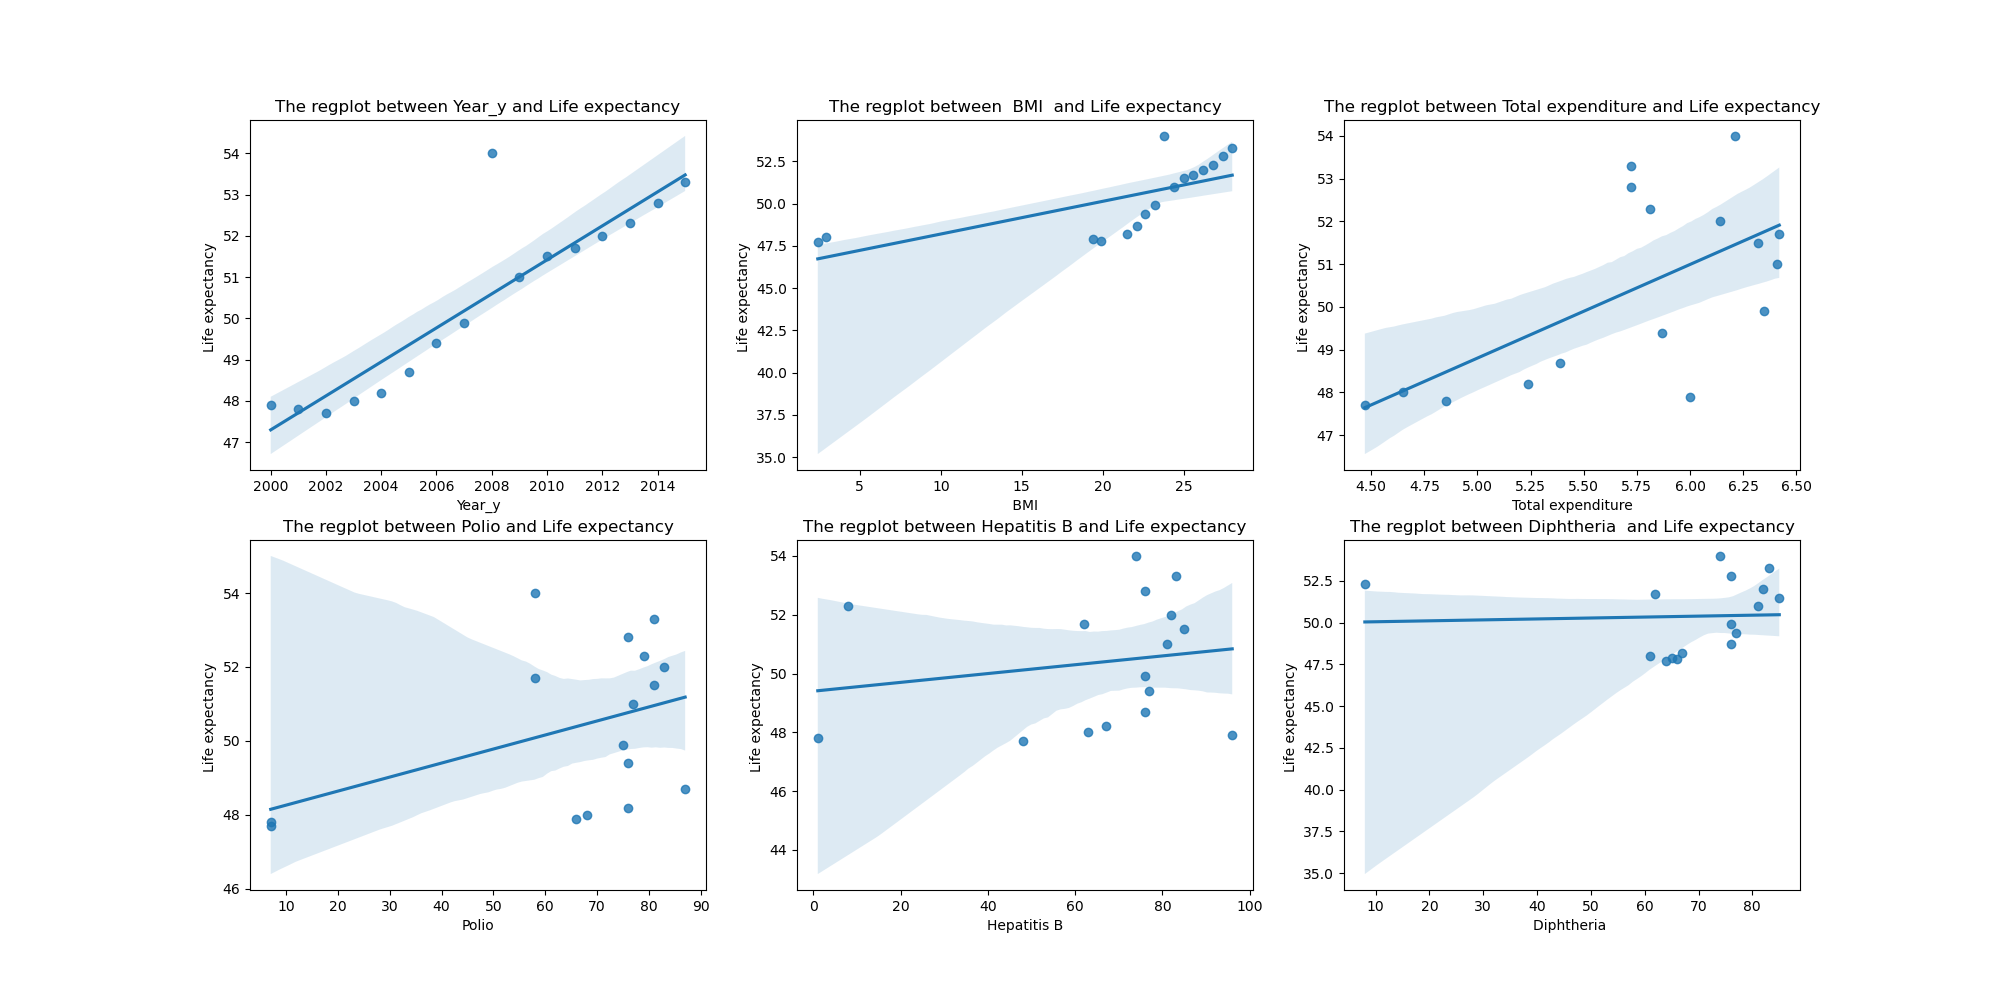 The regplot between Year_y and Life expectancy
Life expectancy
54
53
52
51
50
49
48
47
2000 2002 2004 2006 2008 2010 2012 2014
Year_y
The regplot between  BMI  and Life expectancy
Life expectancy
52.5
50.0
47.5
45.0
42.5
40.0
37.5
35.0
5 10 15 20 25
BMI
The regplot between Total expenditure and Life expectancy
Life expectancy
54
53
52
51
50
49
48
47
4.50 4.75 5.00 5.25 5.50 5.75 6.00 6.25 6.50
Total expenditure
The regplot between Polio and Life expectancy
Life expectancy
54
52
50
48
46
10 20 30 40 50 60 70 80 90
Polio
The regplot between Hepatitis B and Life expectancy
Life expectancy
54
52
50
48
46
44
0 20 40 60 80 100
Hepatitis B
The regplot between Diphtheria  and Life expectancy
Life expectancy
52.5
50.0
47.5
45.0
42.5
40.0
37.5
35.0
10 20 30 40 50 60 70 80
Diphtheria